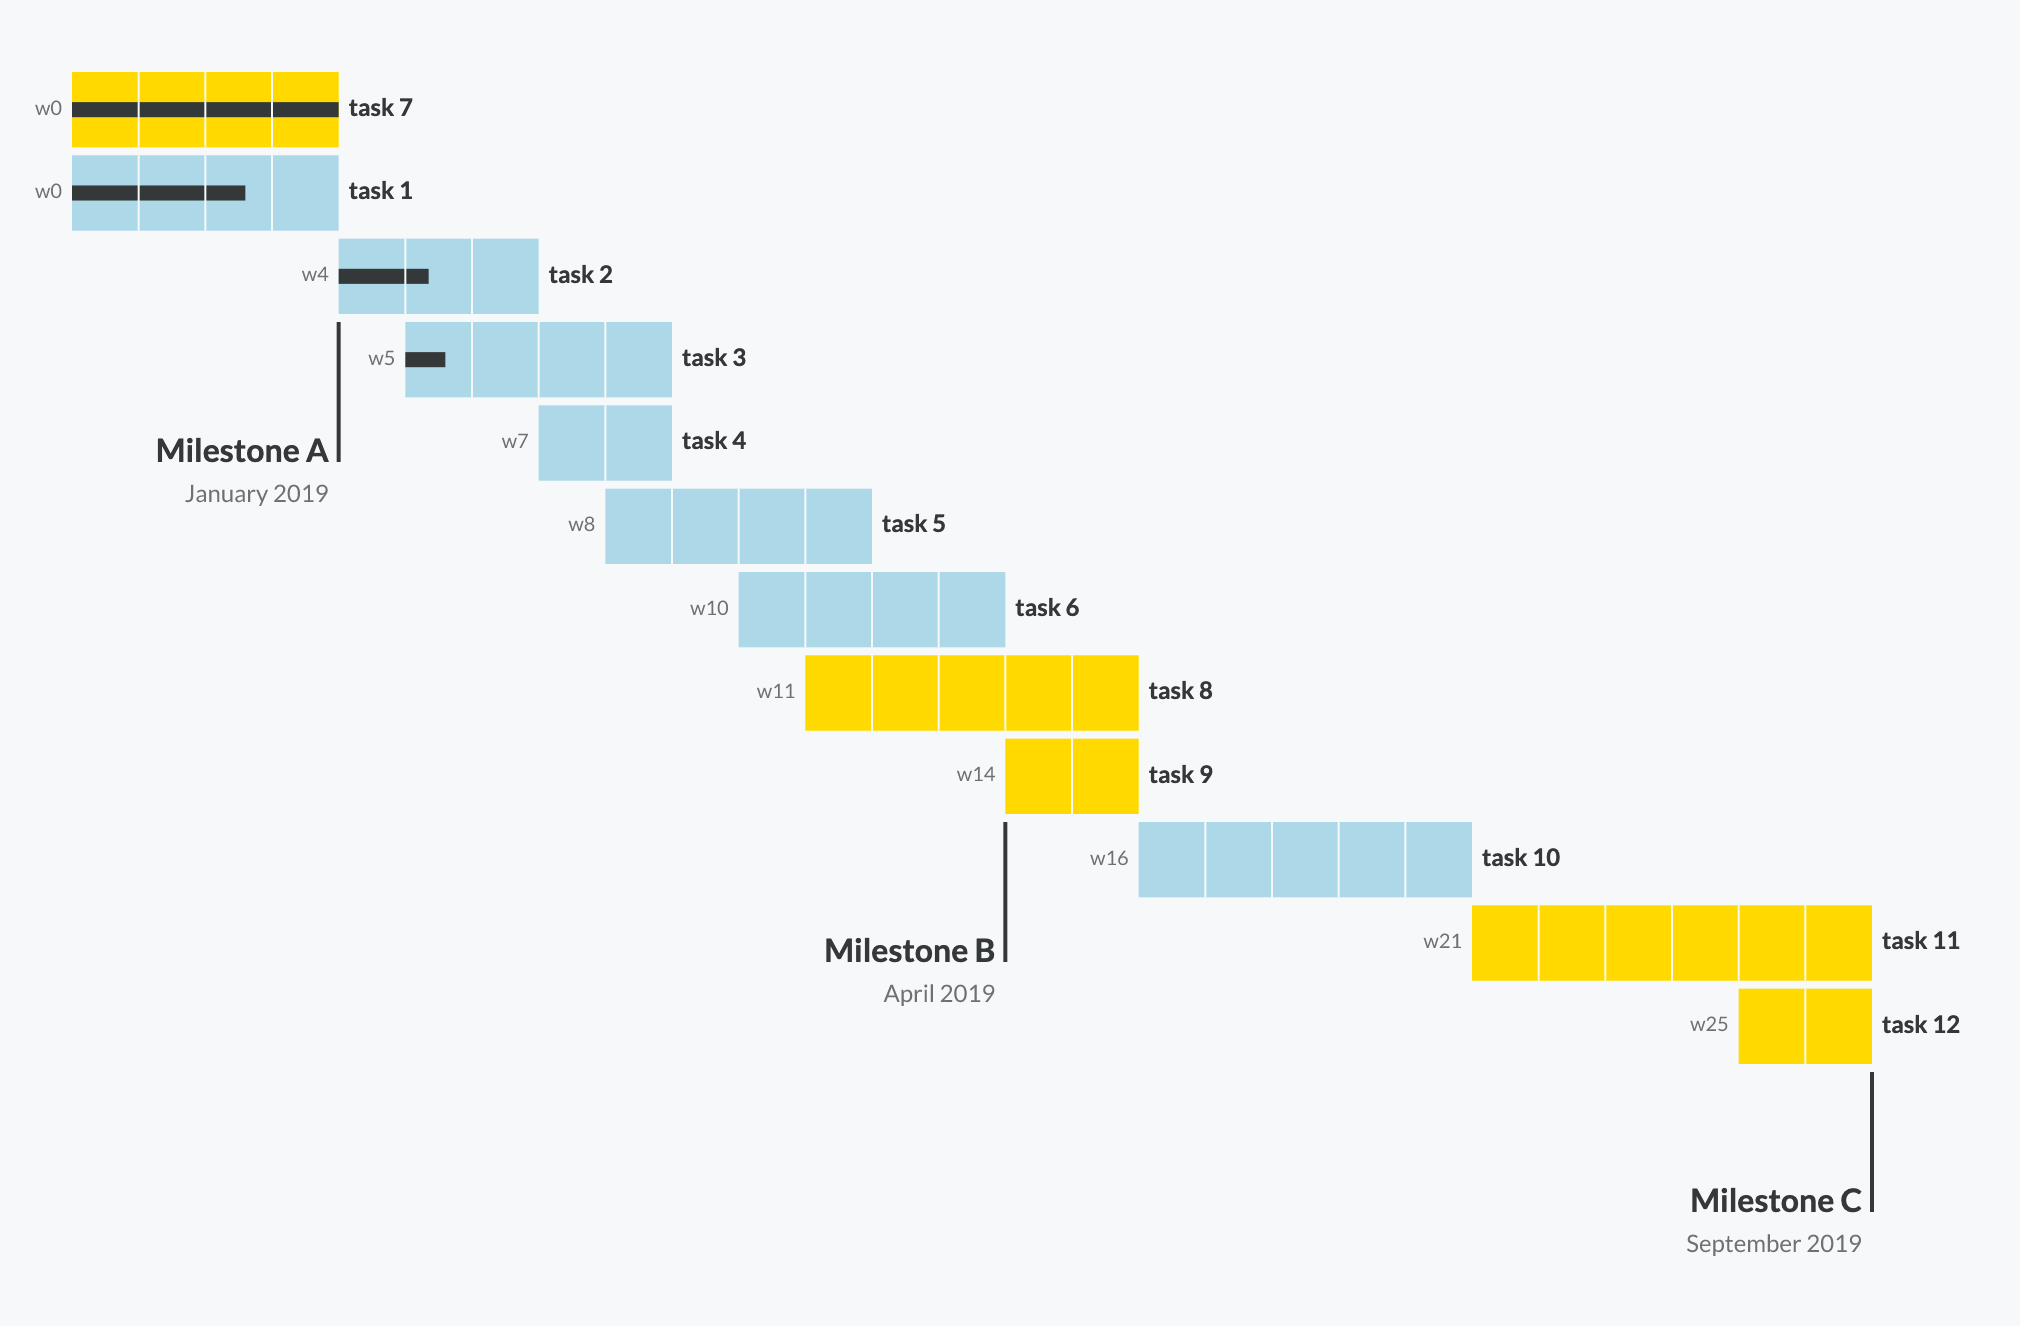 w0 task 7
w0 task 1
w4 task 2
w5 task 3
Milestone A
w7 task 4
January 2019
w8 task 5
w10 task 6
w11 task 8
w14 task 9
w16 task 10
w21 task 11
Milestone B
April 2019
w25 task 12
Milestone C
September 2019